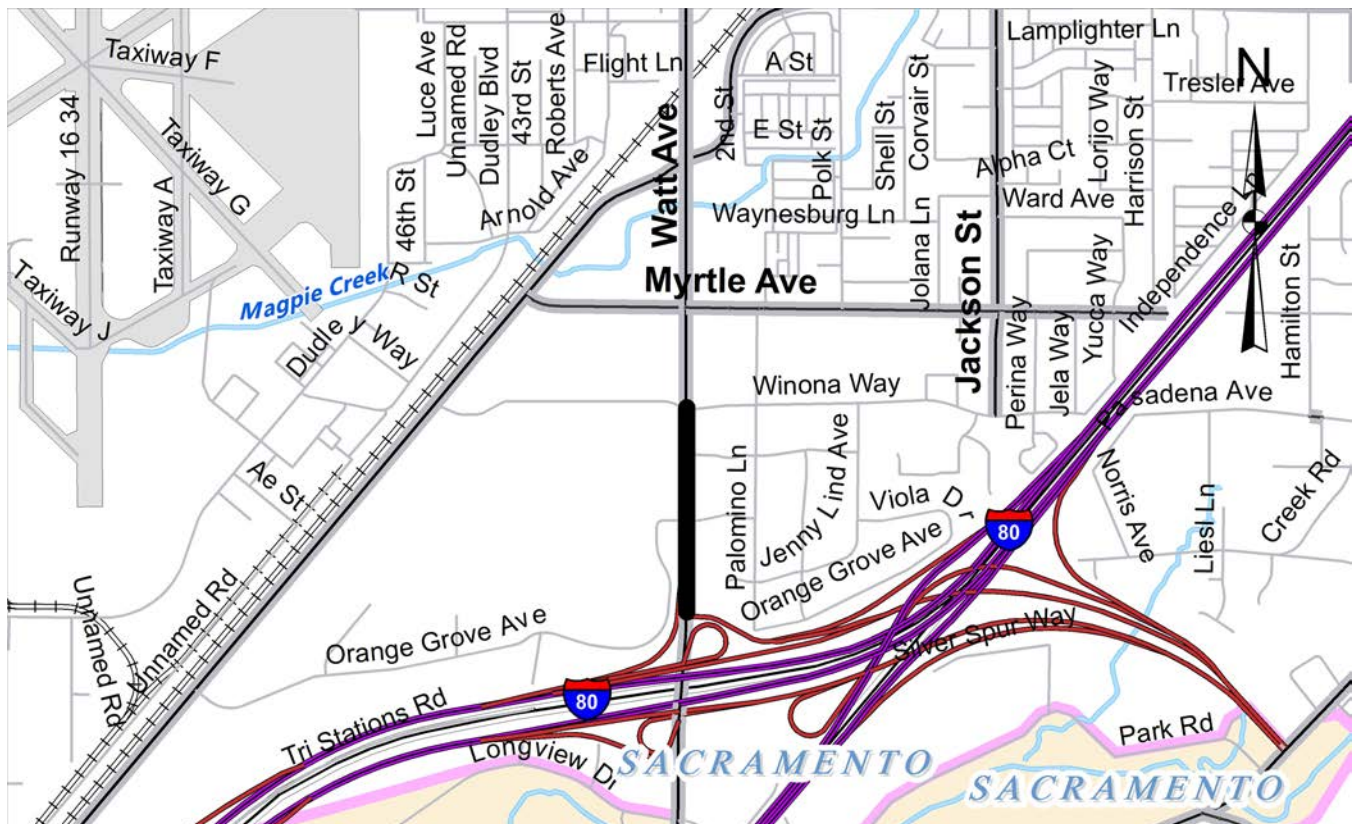 Taxiway F
Luce Ave
Unnamed Rd
Dudley Blvd
43rd St
Roberts Ave
Flight Ln
Watt Ave
2nd St
A St
E St
Polk St
Shell St
Corvair St
Lamplighter Ln
Lorijo Way
Harrison St
Tresler Ave
N
Runway 16 34
Taxiway A
Taxiway G
46th St
Arnold Ave
Waynesburg Ln
Jolana Ln
Alpha Ct
Ward Ave
Independence Ln
Taxiway J
Magpie Creek
R St
Myrtle Ave
Jackson St
Perina Way
Jela Way
Yucca Way
Hamilton St
Dudle
y Way
Winona Way
Pasadena Ave
Ae St
Palomino Ln
Jenny Lind Ave
Viola Dr
Orange Grove Ave
80
Norris Ave
Liesl Ln
Creek Rd
Unnamed Rd
Unnamed Rd
Orange Grove Ave
Silver Spur Way
80
Tri Stations Rd
Longview Dr
Park Rd
SACRAMENTO
SACRAMENTO